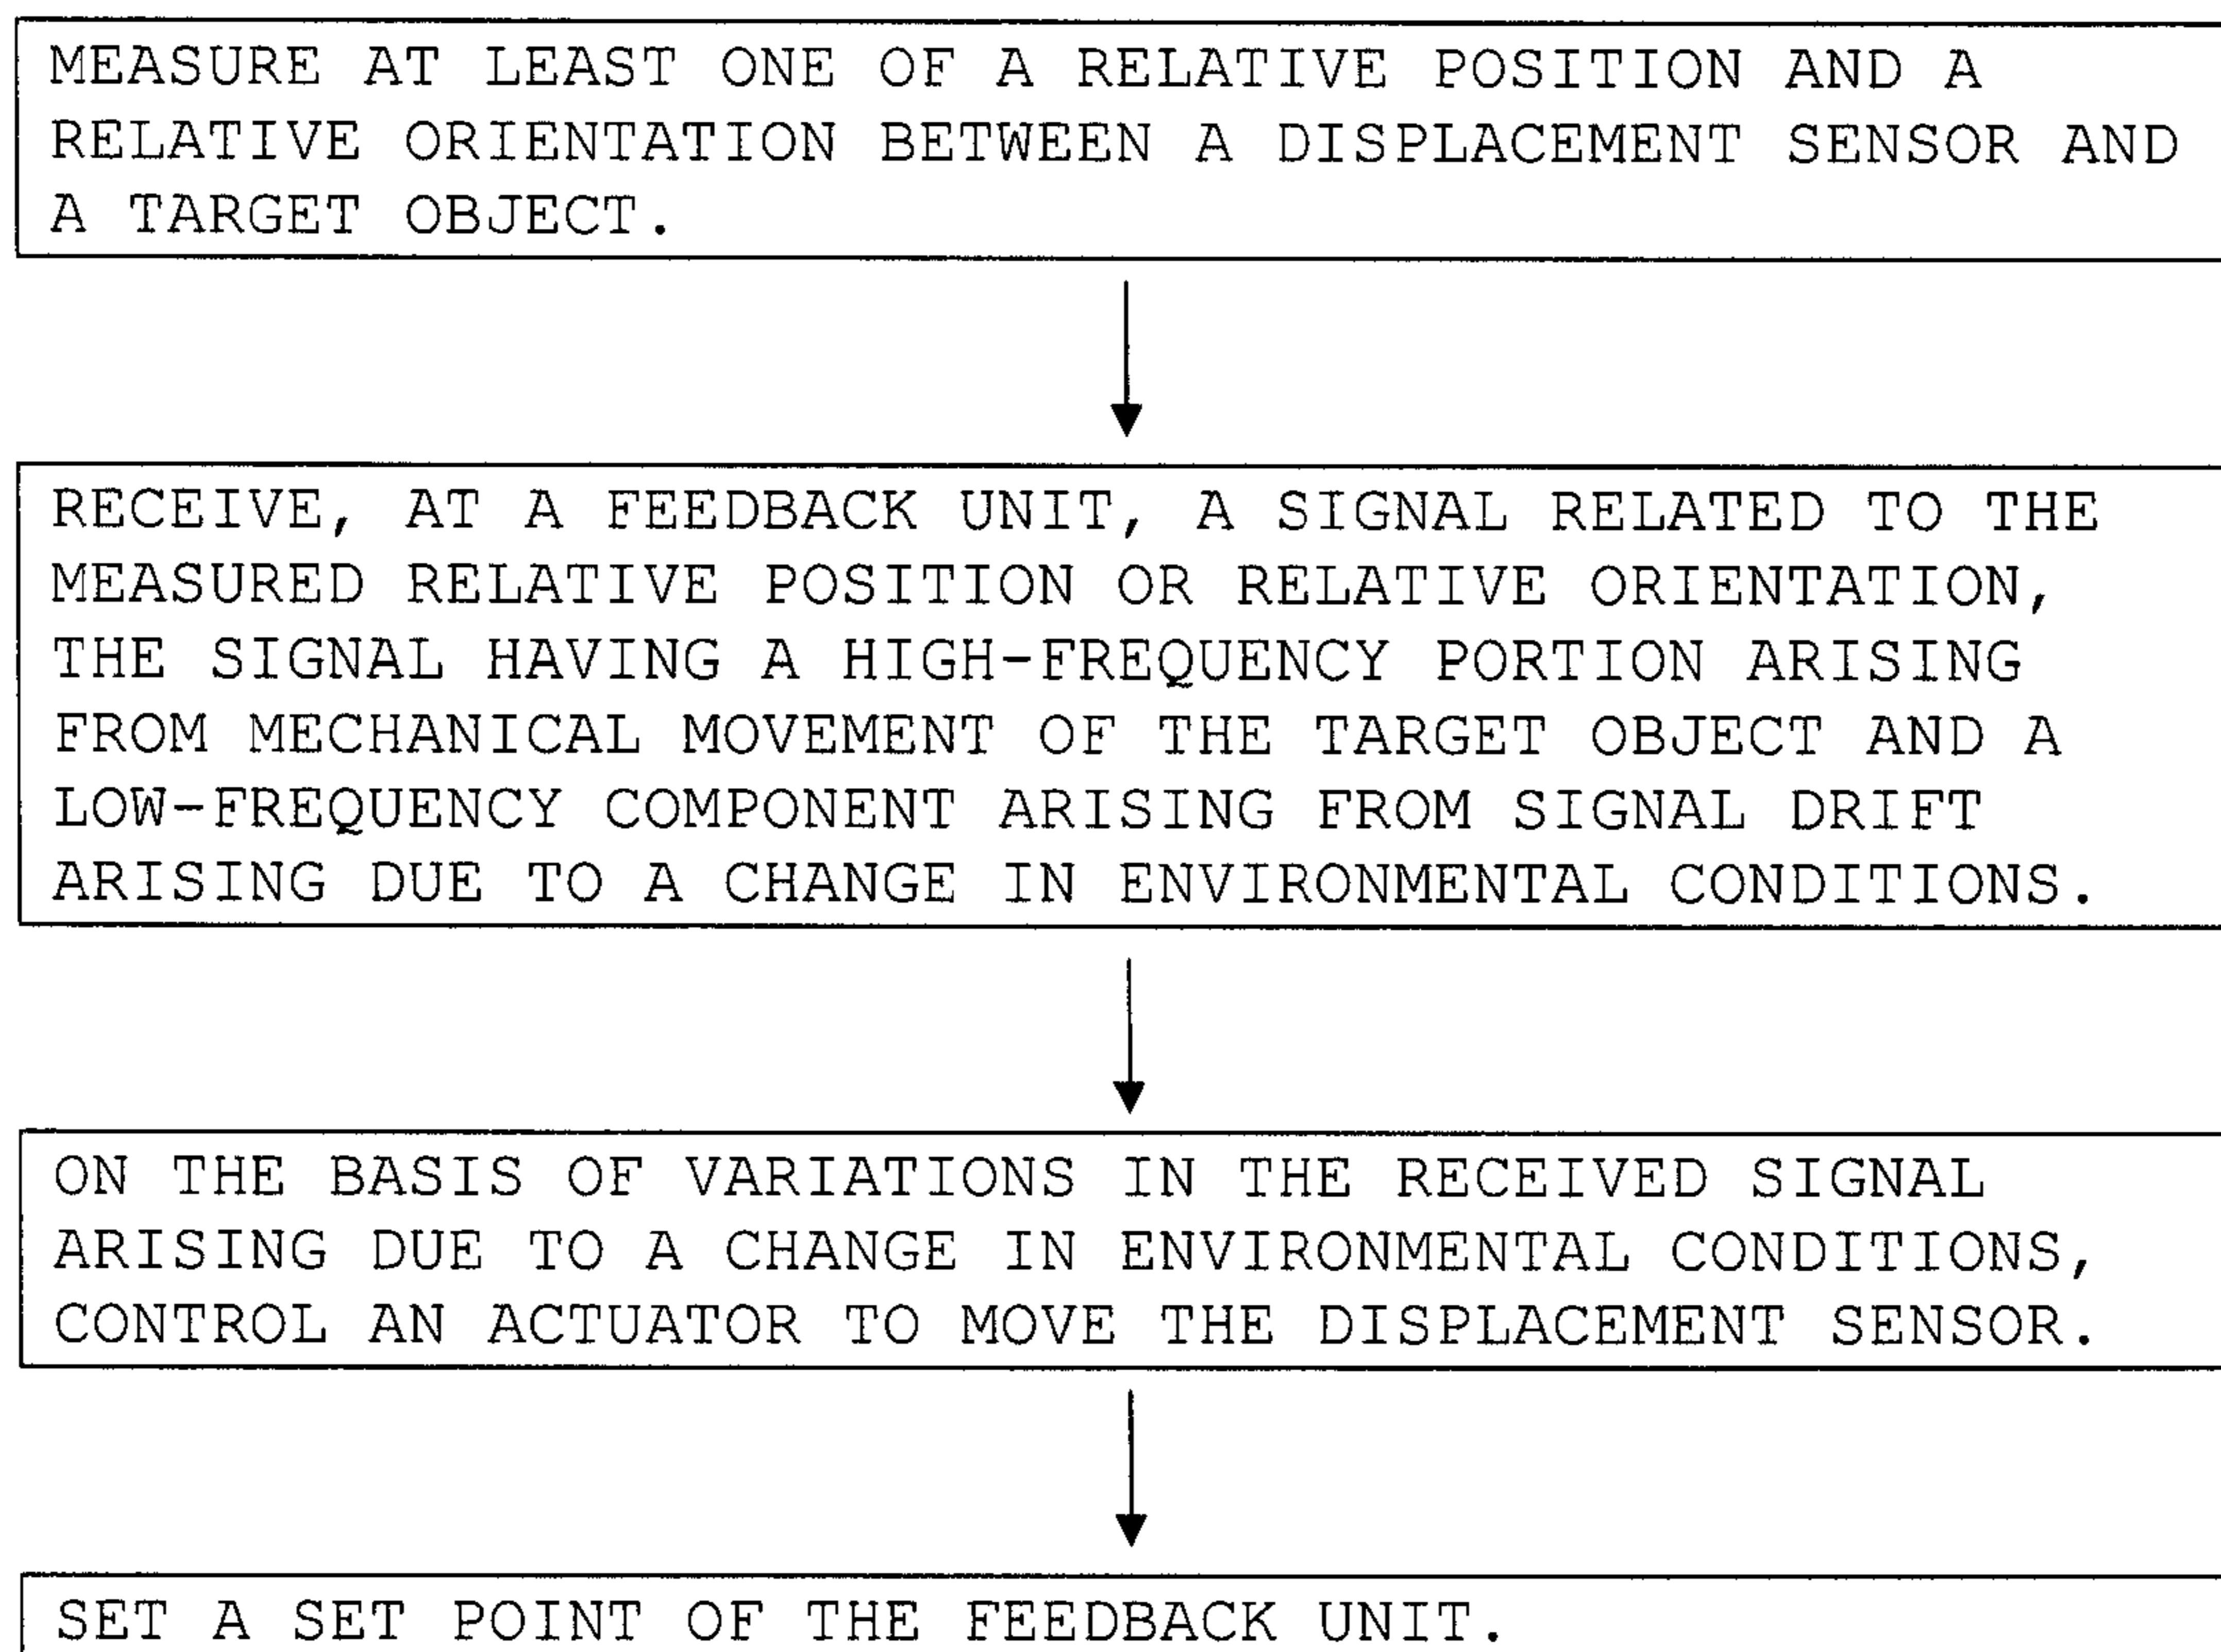 MEASURE AT LEAST ONE OF A RELATIVE POSITION AND A
RELATIVE ORIENTATION BETWEEN A DISPLACEMENT SENSOR AND
A TARGET OBJECT.
RECEIVE, AT A FEEDBACK UNIT, A SIGNAL RELATED TO THE
MEASURED RELATIVE POSITION OR RELATIVE ORIENTATION,
THE SIGNAL HAVING A HIGH-FREQUENCY PORTION ARISING
FROM MECHANICAL MOVEMENT OF THE TARGET OBJECT AND A
LOW-FREQUENCY COMPONENT ARISING FROM SIGNAL DRIFT
ARISING DUE TO A CHANGE IN ENVIRONMENTAL CONDITIONS.
ON THE BASIS OF VARIATIONS IN THE RECEIVED SIGNAL
ARISING DUE TO A CHANGE IN ENVIRONMENTAL CONDITIONS,
CONTROL AN ACTUATOR TO MOVE THE DISPLACEMENT SENSOR.
SET A SET POINT OF THE FEEDBACK UNIT.